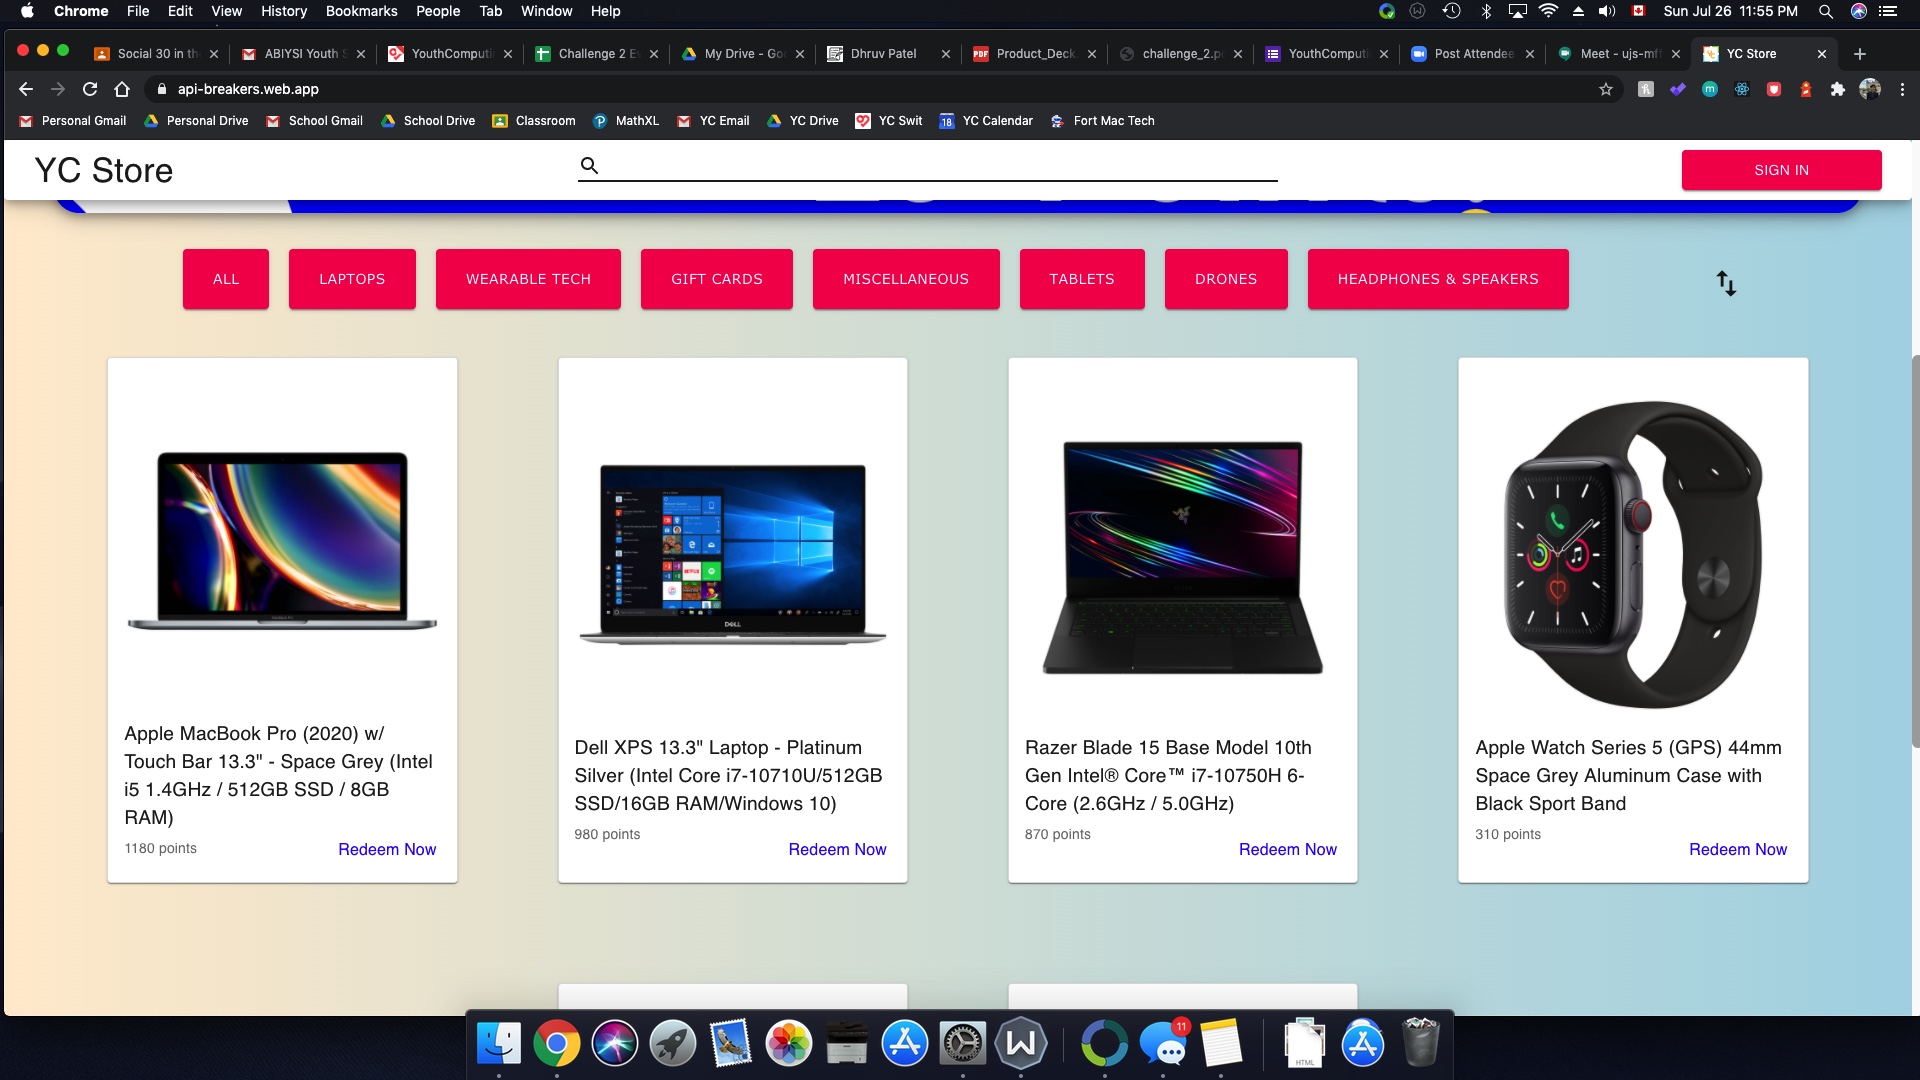 Chrome File Edit View History Bookmarks People Tab Window Help Sun Jul 26 11:55 PM
Social 30 in th ABIYSI Youth S YouthComputi Challenge 2 Ev My Drive - Goo Dhruv Patel Product_Deck. challenge_2.p YouthComputi Post Attendee Meet - ujs-mf YC Store
api-breakers.web.app
Personal Gmail Personal Drive School Gmail School Drive Classroom MathXL YC Email YC Drive YC Swit YC Calendar Fort Mac Tech
YC Store SIGN IN
ALL LAPTOPS WEARABLE TECH GIFT CARDS MISCELLANEOUS TABLETS DRONES HEADPHONES & SPEAKERS
DELL
Apple MacBook Pro (2020) w/
Touch Bar 13.3" - Space Grey (Intel
i5 1.4GHz / 512GB SSD / 8GB
RAM)
1180 points
Redeem Now
Dell XPS 13.3" Laptop - Platinum
Silver (Intel Core i7-10710U/512GB
SSD/16GB RAM/Windows 10)
980 points
Redeem Now
Razer Blade 15 Base Model 10th
Gen Intel® Core™ i7-10750H 6-
Core (2.6GHz / 5.0GHz)
870 points
Redeem Now
Apple Watch Series 5 (GPS) 44mm
Space Grey Aluminum Case with
Black Sport Band
310 points
Redeem Now
11
HTML